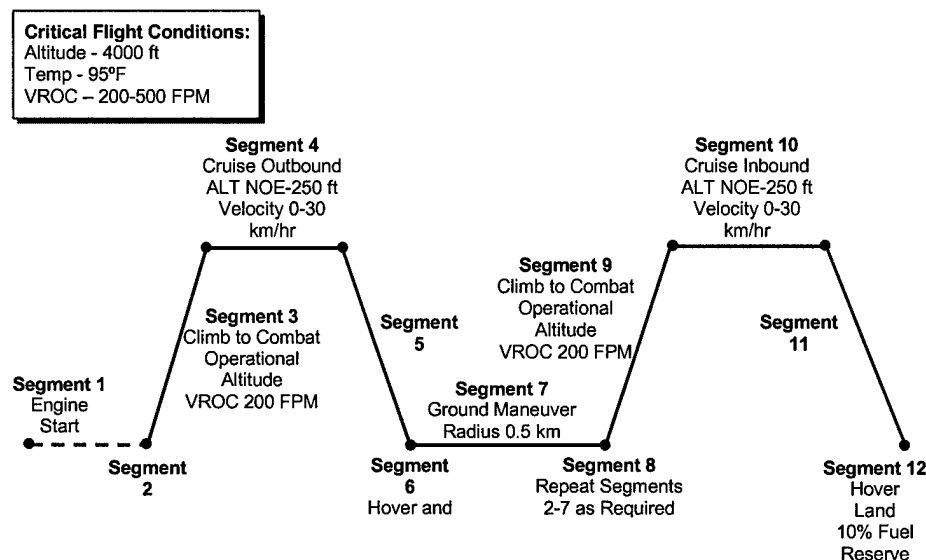 Critical Flight Conditions:
Altitude - 4000 ft
Temp - 95ºF
VROC – 200-500 FPM
Segment 4
Cruise Outbound
ALT NOE-250 ft
Velocity 0-30
km/hr
Segment 10
Cruise Inbound
ALT NOE-250 ft
Velocity 0-30
km/hr
Segment 3
Climb to Combat
Operational
Altitude
VROC 200 FPM
Segment
5
Segment 9
Climb to Combat
Operational
Altitude
VROC 200 FPM
Segment
11
Segment 1
Engine
Start
Segment
2
Segment 7
Ground Maneuver
Radius 0.5 km
Segment
6
Hover and
Segment 8
Repeat Segments
2-7 as Required
Segment 12
Hover
Land
10% Fuel
Reserve